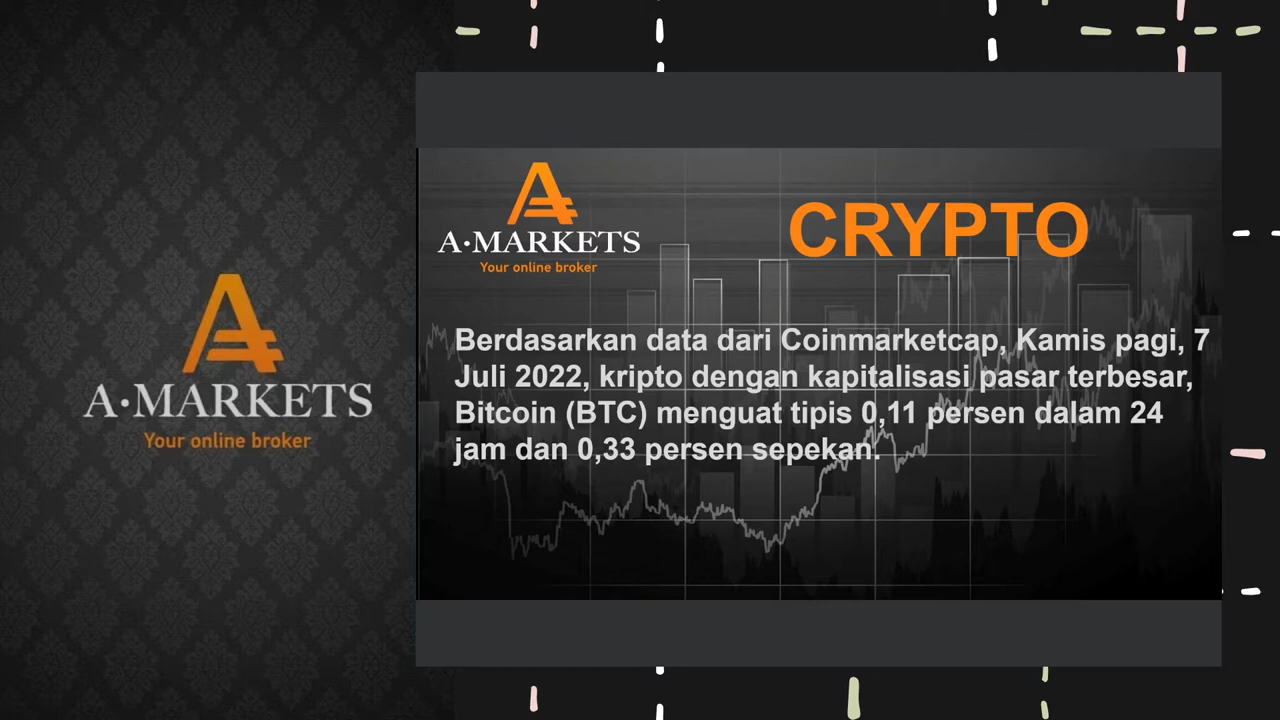 A·MARKETS
Your online broker
A·MARKETS
Your online broker
CRYPTO
Berdasarkan data dari Coinmarketcap, Kamis pagi, 7
Juli 2022, kripto dengan kapitalisasi pasar terbesar,
Bitcoin (BTC) menguat tipis 0,11 persen dalam 24
jam dan 0,33 persen sepekan.